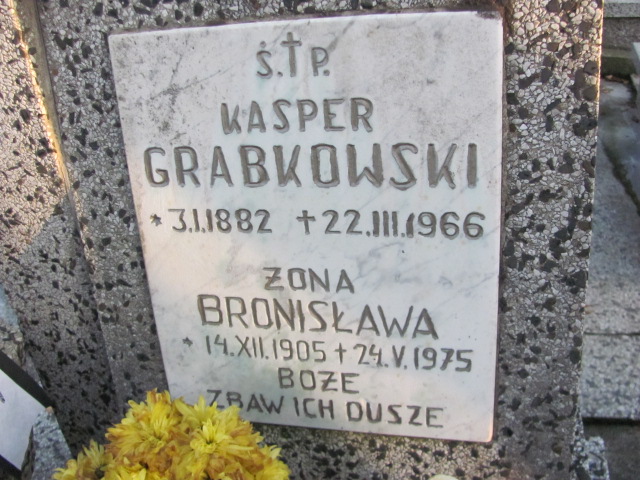 Ś.†P.
KASPER
GRABKOWSKI
*3.I.1882 †22.III.1966
ŻONA
BRONISŁAWA
*14.XII.1905 †24.V.1975
BOŻE
ZBAW ICH DUSZE